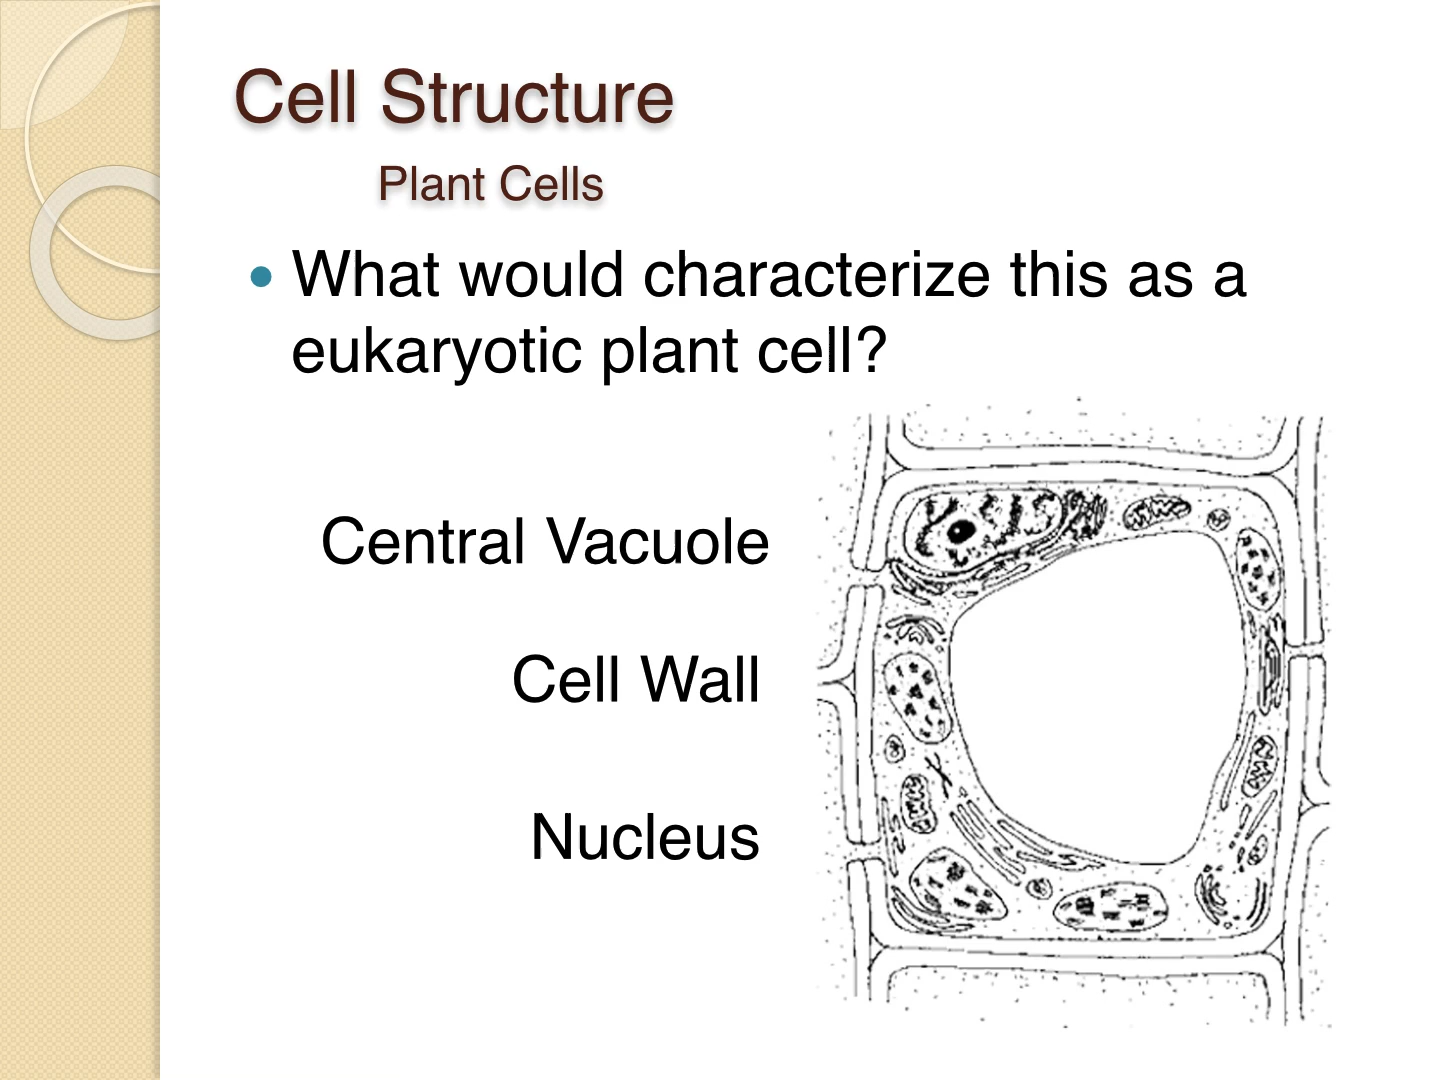 Cell Structure
Plant Cells
• What would characterize this as a
eukaryotic plant cell?
Central Vacuole
Cell Wall
Nucleus